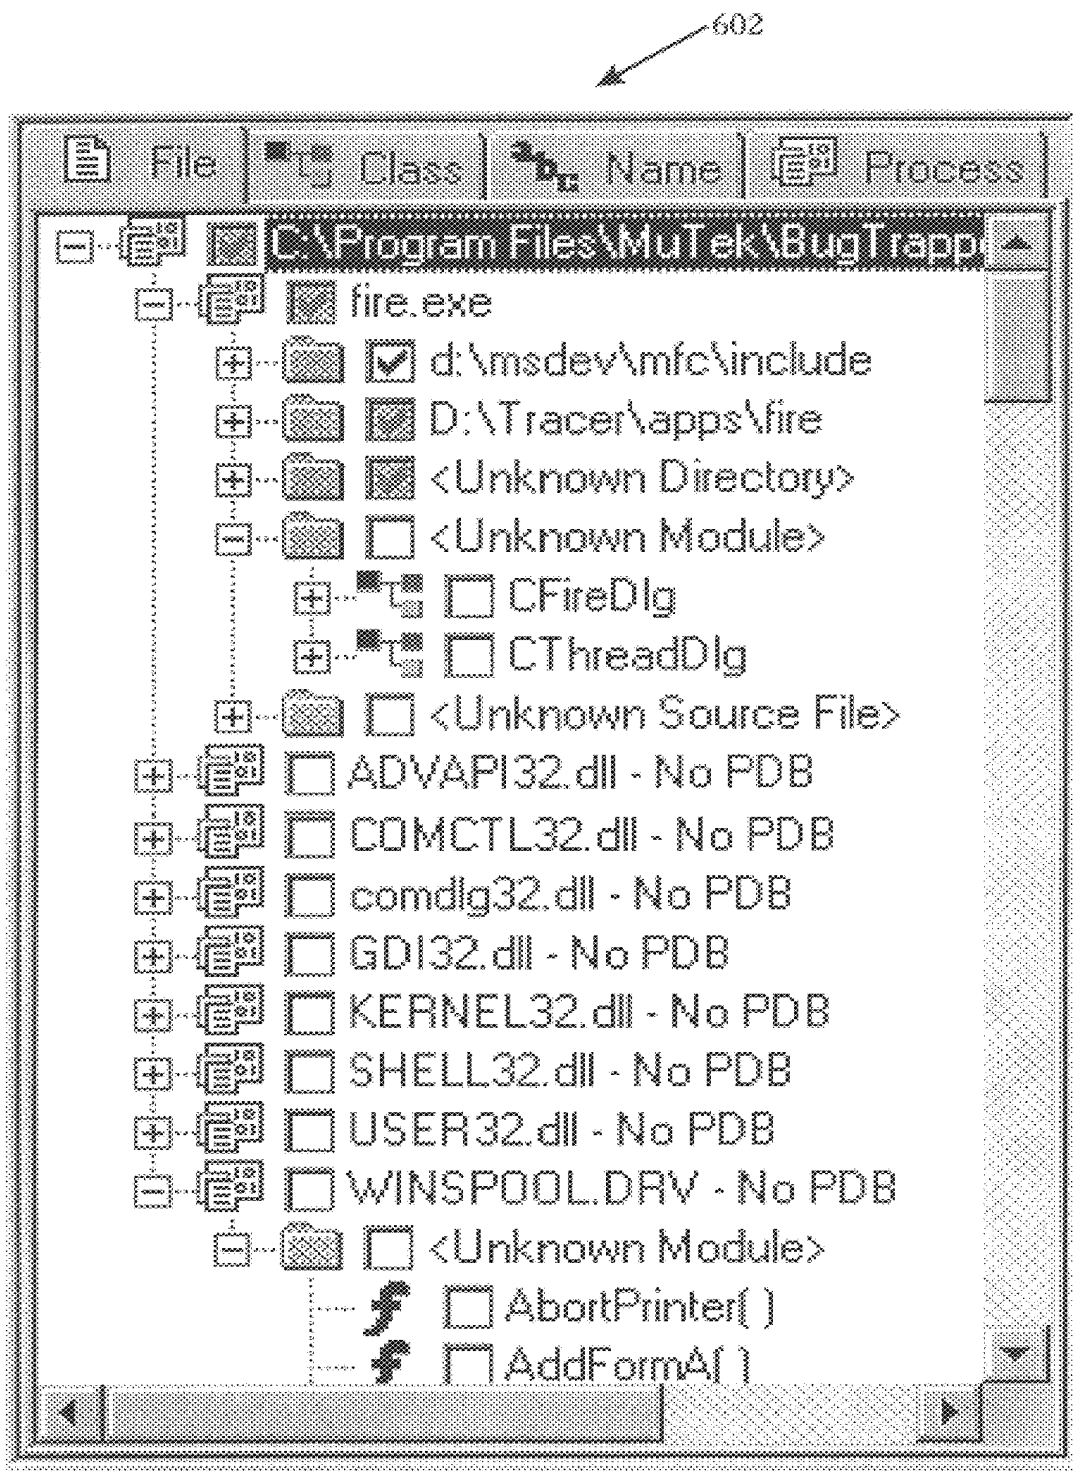 602
File Class Name Process
C:\Program Files\MuTek\BugTrappe
fire.exe
d:\msdev\mfc\include
D:\Tracer\apps\fire
<Unknown Directory>
<Unknown Module>
CFireDlg
CThreadDlg
<Unknown Source File>
ADVAPI32.dll - No PDB
COMCTL32.dll - No PDB
comdlg32.dll - No PDB
GDI32.dll - No PDB
KERNEL32.dll - No PDB
SHELL32.dll - No PDB
USER32.dll - No PDB
WINSPOOL.DRV - No PDB
<Unknown Module>
AbortPrinter( )
AddFormA( )